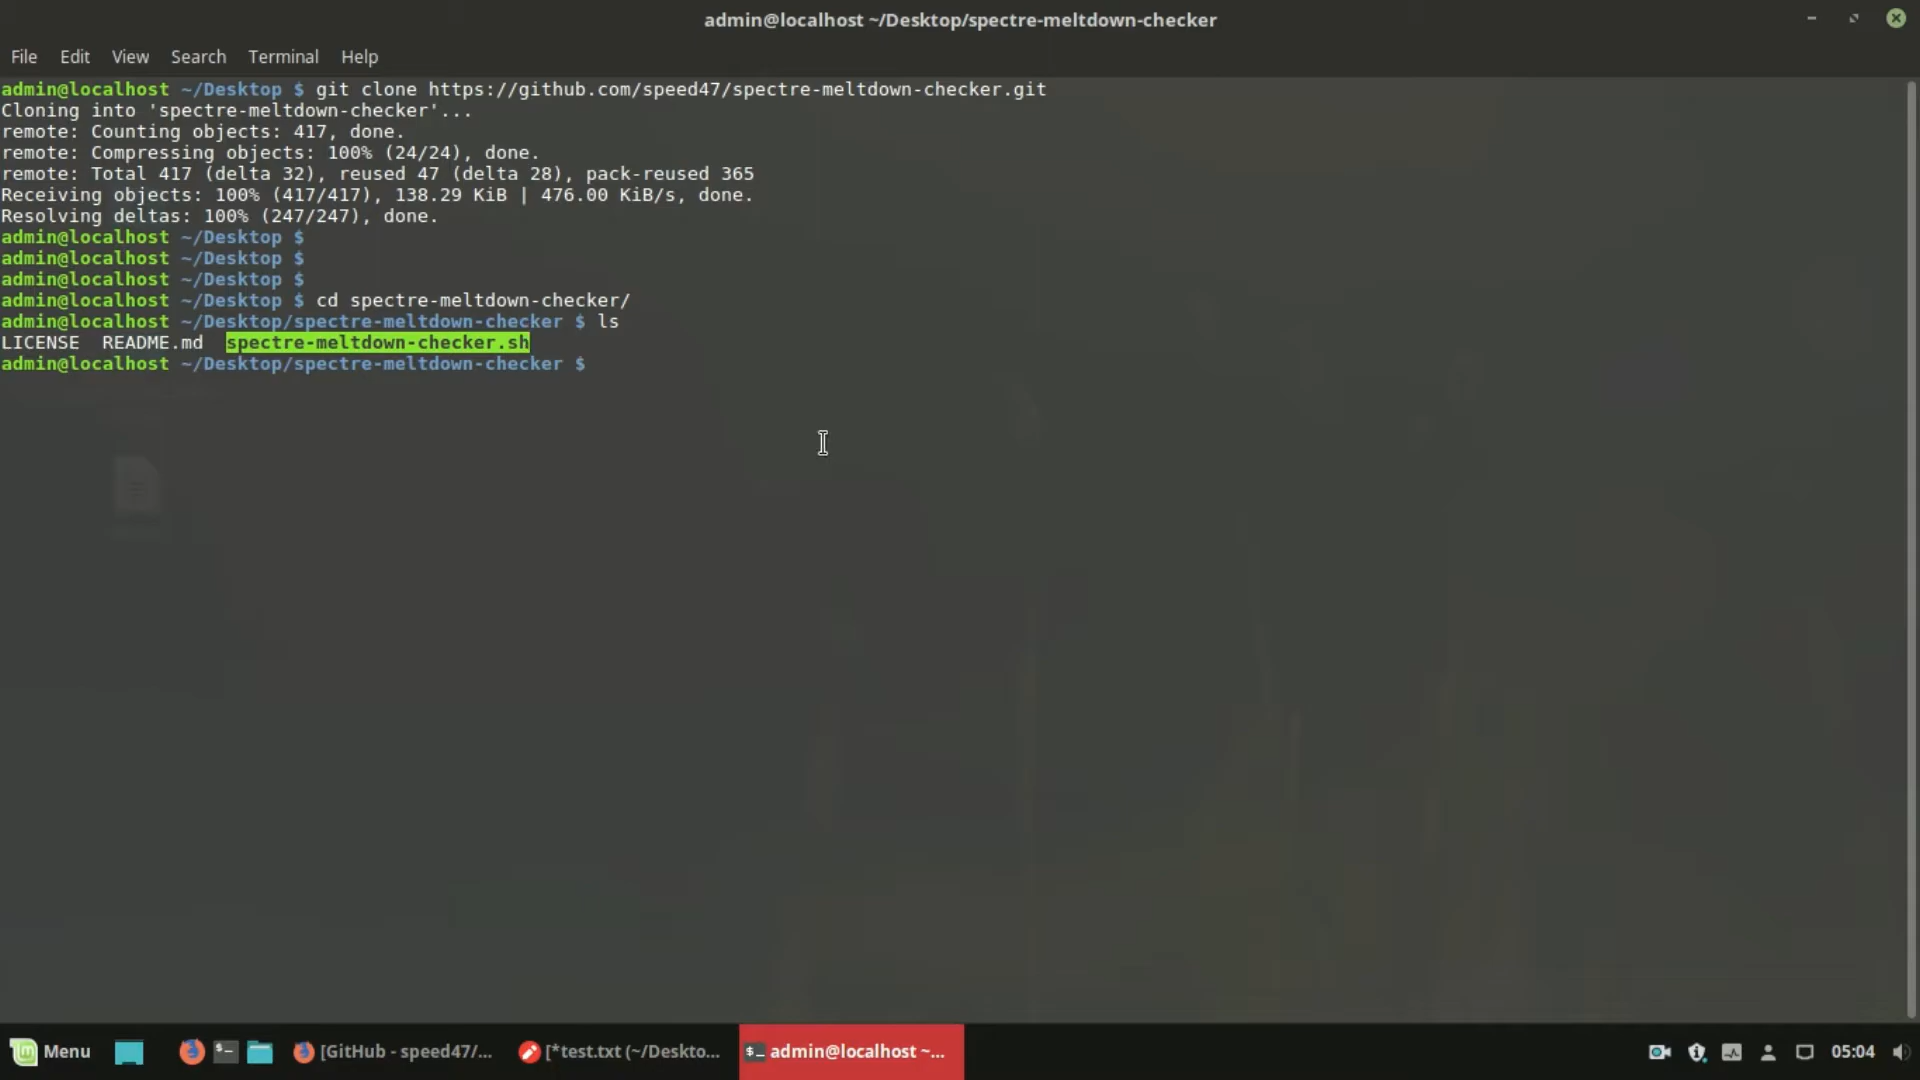 admin@localhost ~/Desktop/spectre-meltdown-checker
File Edit View Search Terminal Help
admin@localhost ~/Desktop $ git clone https://github.com/speed47/spectre-meltdown-checker.git
Cloning into 'spectre-meltdown-checker'...
remote: Counting objects: 417, done.
remote: Compressing objects: 100% (24/24), done.
remote: Total 417 (delta 32), reused 47 (delta 28), pack-reused 365
Receiving objects: 100% (417/417), 138.29 KiB | 476.00 KiB/s, done.
Resolving deltas: 100% (247/247), done.
admin@localhost ~/Desktop $
admin@localhost ~/Desktop $
admin@localhost ~/Desktop $
admin@localhost ~/Desktop $ cd spectre-meltdown-checker/
admin@localhost ~/Desktop/spectre-meltdown-checker $ ls
LICENSE README.md spectre-meltdown-checker.sh
admin@localhost ~/Desktop/spectre-meltdown-checker $
Menu [GitHub - speed47/... [*test.txt (~/Deskto... admin@localhost ~... 05:04